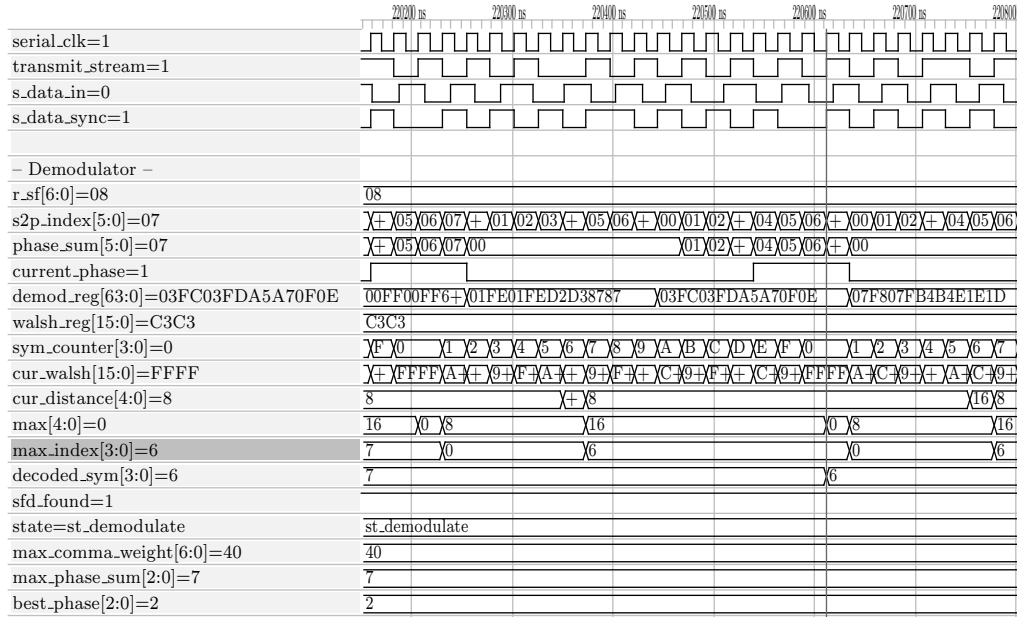 220200 ns 220300 ns 220400 ns 220500 ns 220600 ns 220700 ns 220800
serial_clk=1
transmit_stream=1
s_data_in=0
s_data_sync=1
– Demodulator –
r_sf[6:0]=08 08
s2p_index[5:0]=07 + 05 06 07 + 01 02 03 + 05 06 + 00 01 02 + 04 05 06 + 00 01 02 + 04 05 06
phase_sum[5:0]=07 + 05 06 07 00 01 02 + 04 05 06 + 00
current_phase=1
demod_reg[63:0]=03FC03FDA5A70F0E 00FF00FF6+ 01FE01FED2D38787 03FC03FDA5A70F0E 07F807FB4B4E1E1D
walsh_reg[15:0]=C3C3 C3C3
sym_counter[3:0]=0 F 0 1 2 3 4 5 6 7 8 9 A B C D E F 0 1 2 3 4 5 6 7
cur_walsh[15:0]=FFFF + FFFF A+ + 9+ F+ A+ + 9+ F+ + C+ 9+ F+ + C+ 9+ FFFF A+ C+ 9+ + A+ C+ 9+
cur_distance[4:0]=8 8 + 8 16 8
max[4:0]=0 16 0 8 16 0 8 16
max_index[3:0]=6 7 0 6 0 6
decoded_sym[3:0]=6 7 6
sfd_found=1
state=st_demodulate st_demodulate
max_comma_weight[6:0]=40 40
max_phase_sum[2:0]=7 7
best_phase[2:0]=2 2